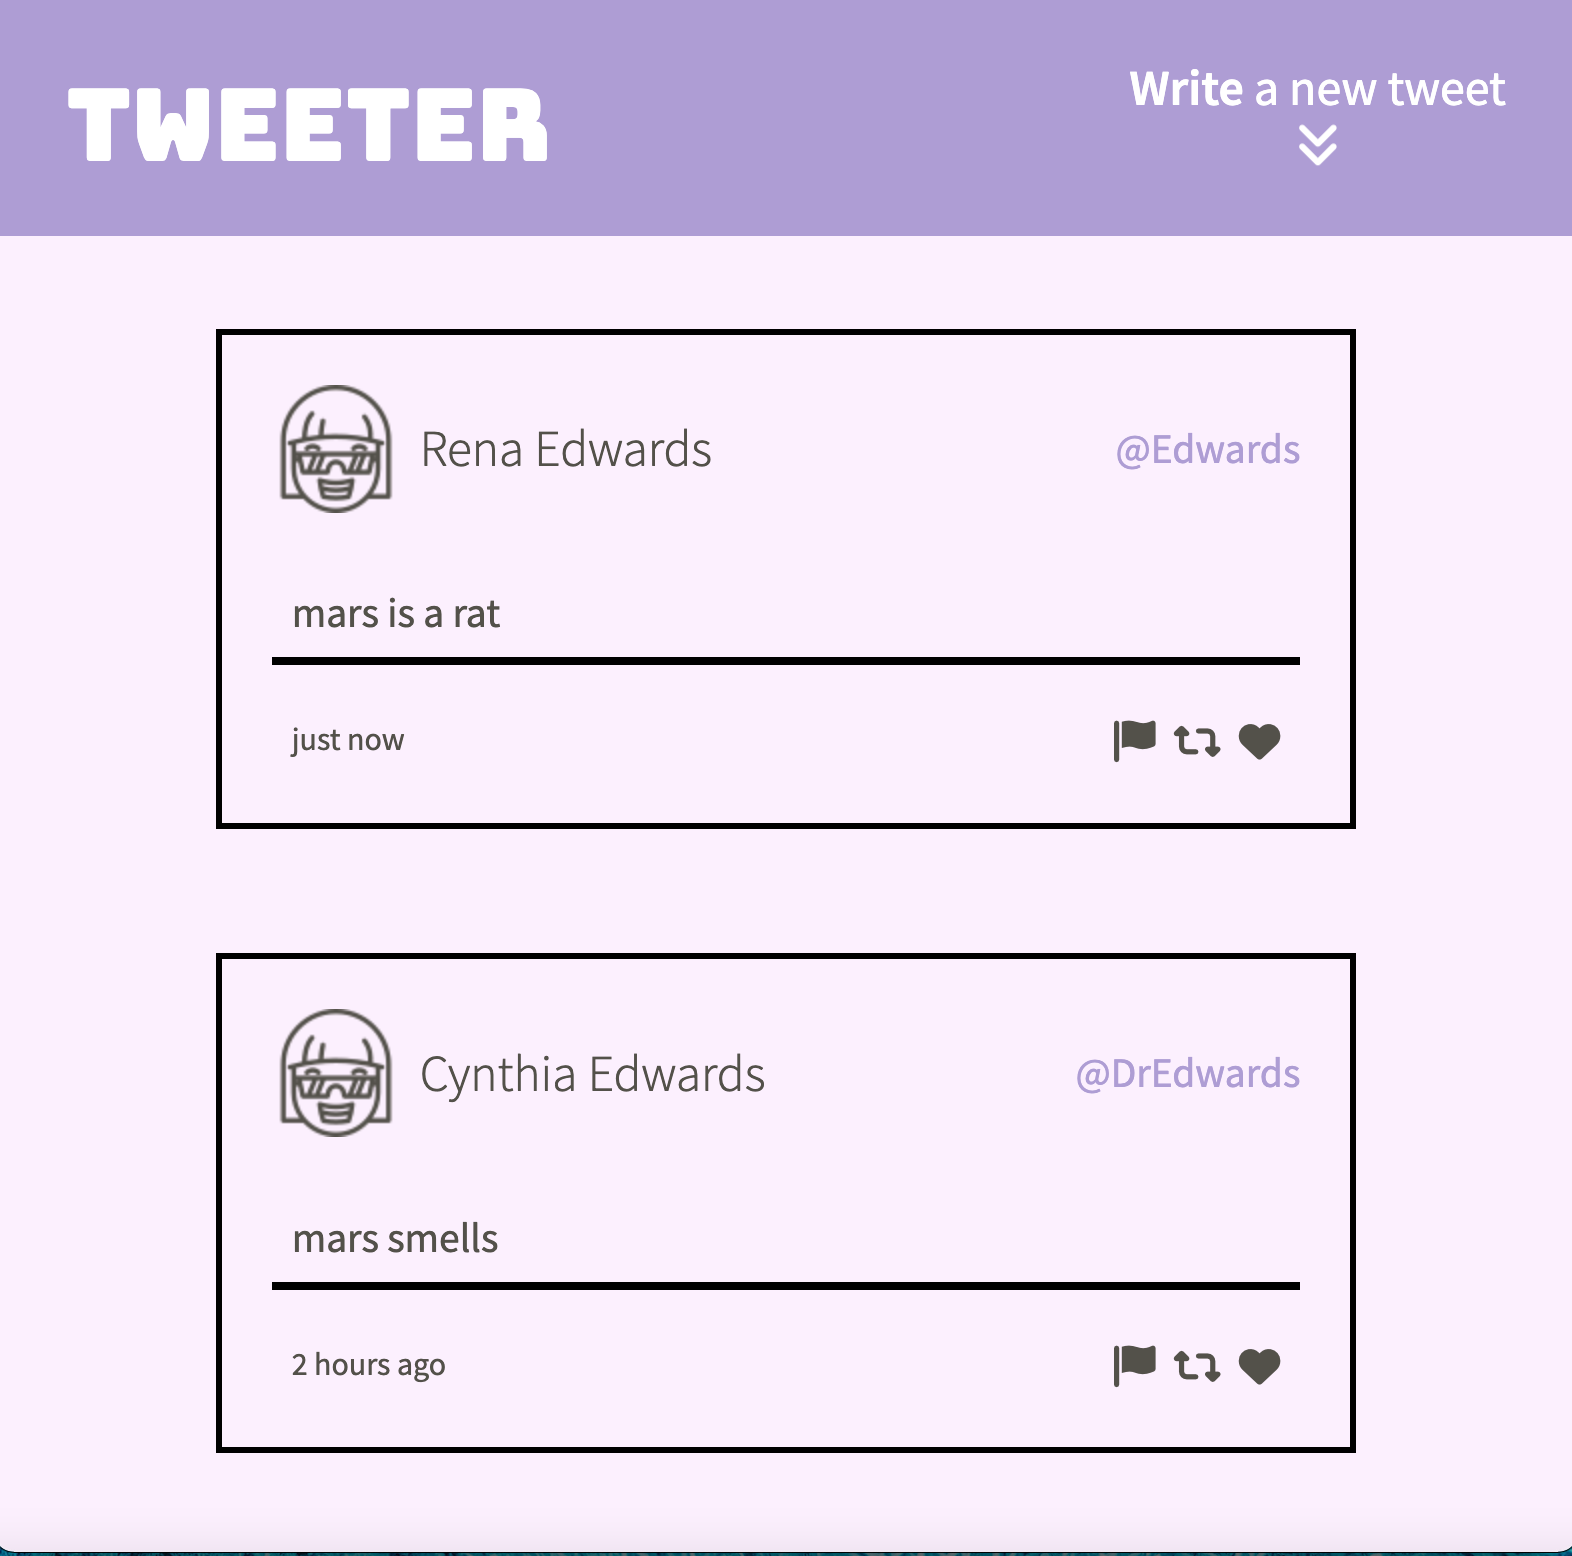 TWEETER
Write a new tweet
Rena Edwards
@Edwards
mars is a rat
just now
Cynthia Edwards
@DrEdwards
mars smells
2 hours ago